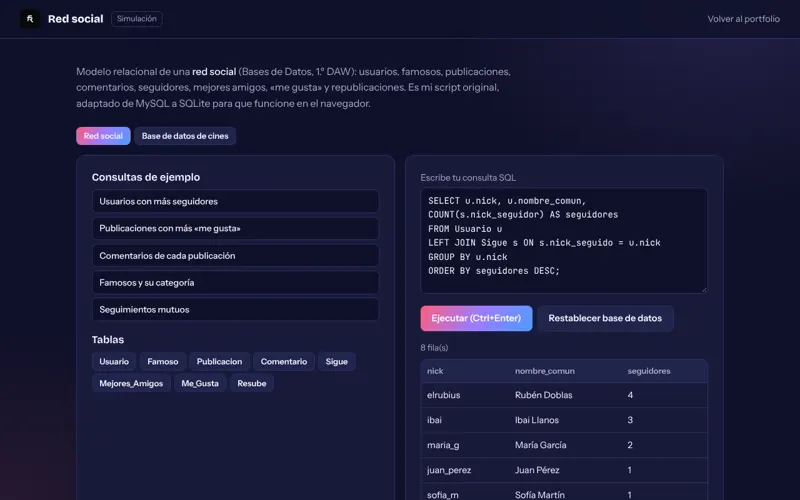 Red social
Simulación
Volver al portfolio
Modelo relacional de una red social (Bases de Datos, 1.º DAW): usuarios, famosos, publicaciones,
comentarios, seguidores, mejores amigos, «me gusta» y republicaciones. Es mi script original,
adaptado de MySQL a SQLite para que funcione en el navegador.
Red social
Base de datos de cines
Consultas de ejemplo
Usuarios con más seguidores
Publicaciones con más «me gusta»
Comentarios de cada publicación
Famosos y su categoría
Seguimientos mutuos
Tablas
Usuario
Famoso
Publicacion
Comentario
Sigue
Mejores_Amigos
Me_Gusta
Resube
Escribe tu consulta SQL
SELECT u.nick, u.nombre_comun,
COUNT(s.nick_seguidor) AS seguidores
FROM Usuario u
LEFT JOIN Sigue s ON s.nick_seguido = u.nick
GROUP BY u.nick
ORDER BY seguidores DESC;
Ejecutar (Ctrl+Enter)
Restablecer base de datos
8 fila(s)
nick nombre_comun seguidores
elrubius Rubén Doblas 4
ibai Ibai Llanos 3
maria_g María García 2
juan_perez Juan Pérez 1
sofia_m Sofía Martín 1